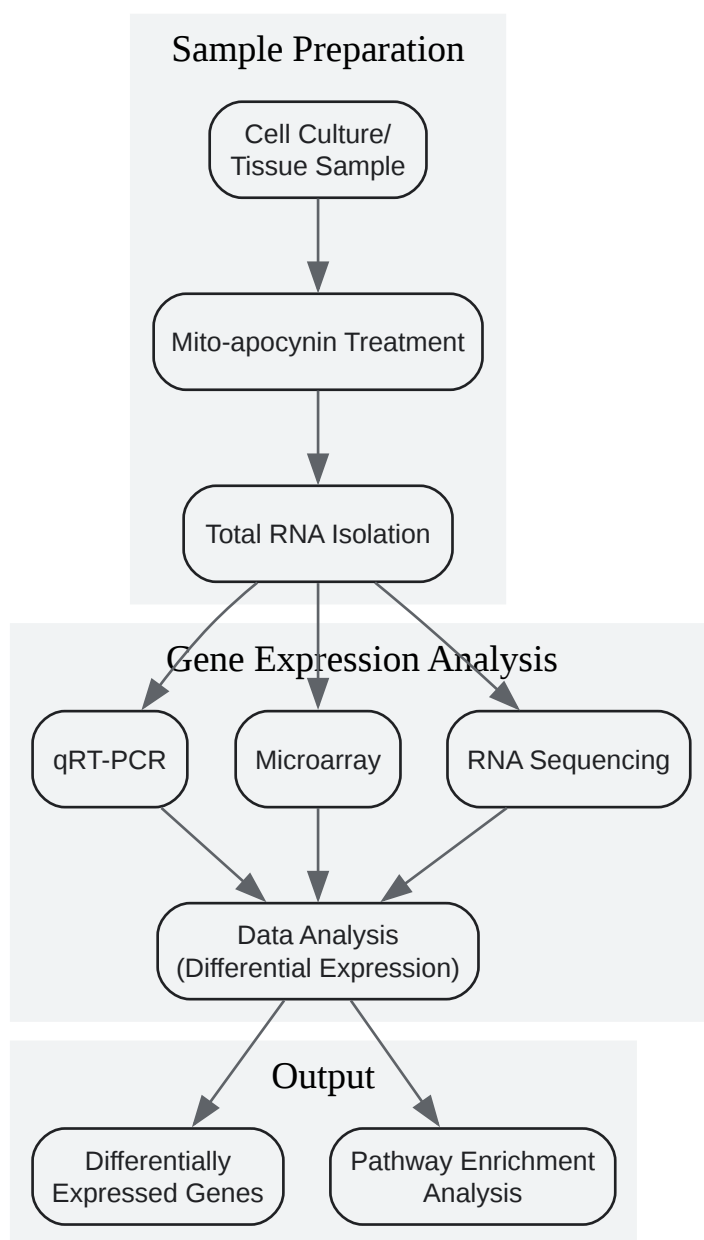 Sample Preparation
Cell Culture/
Tissue Sample
Mito-apocynin Treatment
Total RNA Isolation
Gene Expression Analysis
qRT-PCR
Microarray
RNA Sequencing
Data Analysis
(Differential Expression)
Output
Differentially
Expressed Genes
Pathway Enrichment
Analysis